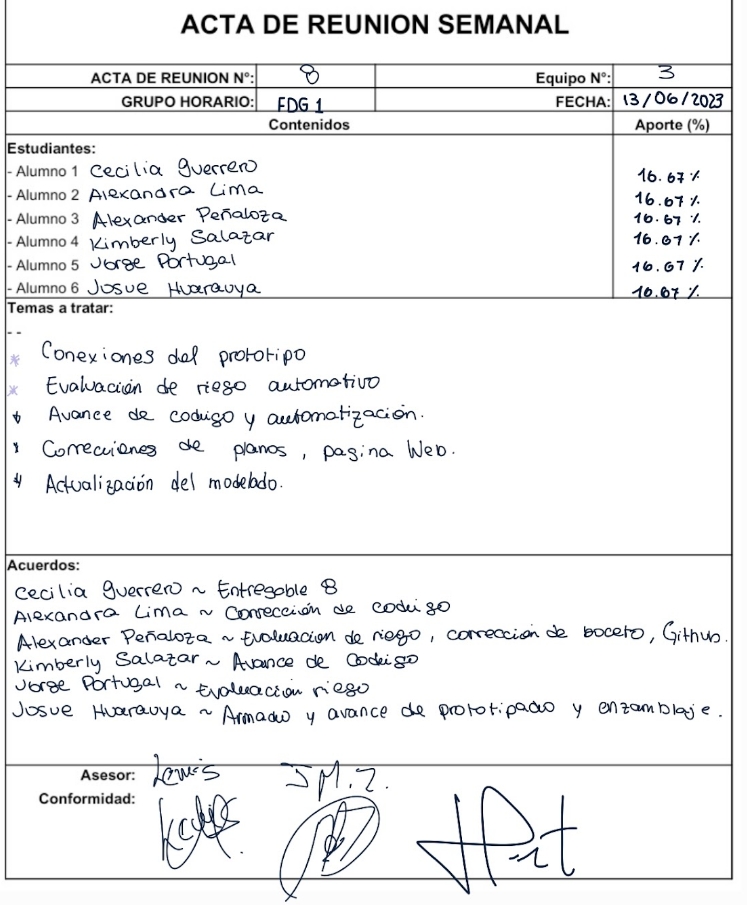 ACTA DE REUNION SEMANAL
ACTA DE REUNION N°: 8 Equipo N°: 3
GRUPO HORARIO: FDG 1 FECHA: 13/06/2023
Contenidos Aporte (%)
Estudiantes:
- Alumno 1 Cecilia Guerrero 16.67 %
- Alumno 2 Alexandra Lima 16.67 %
- Alumno 3 Alexander Peñaloza 16.67 %
- Alumno 4 Kimberly Salazar 16.67 %
- Alumno 5 Jorge Portugal 16.67 %
- Alumno 6 Josue Huarauya 16.67 %
Temas a tratar:
--
* Conexiones del prototipo
* Evaluación de riego automotivo
* Avance de codigo y automatización.
* Correciones de planos, pagina Web.
* Actualización del modelado.
Acuerdos:
Cecilia Guerrero ~ Entregable 8
Alexandra Lima ~ Corrección de codigo
Alexander Peñaloza ~ Evaluacion de riego, corrección de boceto, Github.
Kimberly Salazar ~ Avance de Codigo
Jorge Portugal ~ Evaluación riego
Josue Huarauya ~ Armado y avance de prototipado y enzamblaje.
Asesor: Lewis J M. Z.
Conformidad: